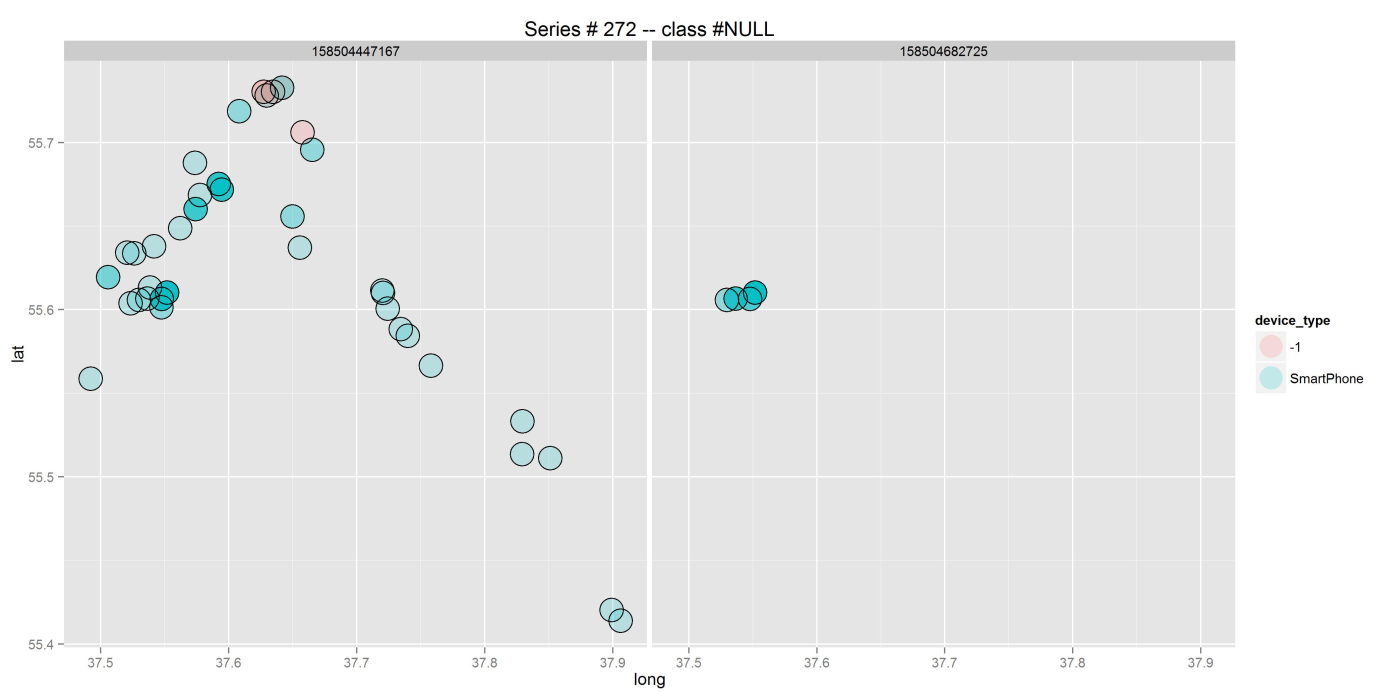 Series # 272 -- class #NULL
158504447167 158504682725
lat
55.7
55.6
55.5
55.4
37.5 37.6 37.7 37.8 37.9 37.5 37.6 37.7 37.8 37.9
long
device_type
-1
SmartPhone